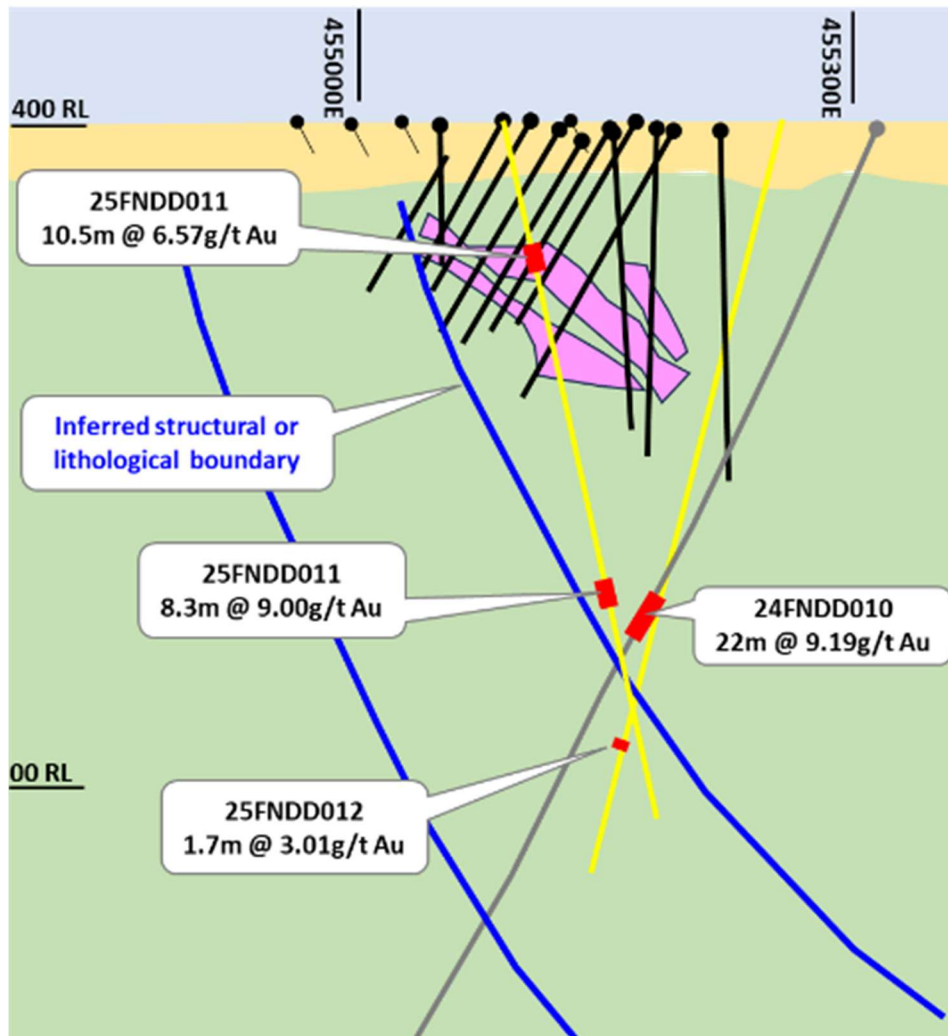 455000E
455300E
400 RL
25FNDD011
10.5m @ 6.57g/t Au
Inferred structural or
lithological boundary
25FNDD011
8.3m @ 9.00g/t Au
24FNDD010
22m @ 9.19g/t Au
00 RL
25FNDD012
1.7m @ 3.01g/t Au